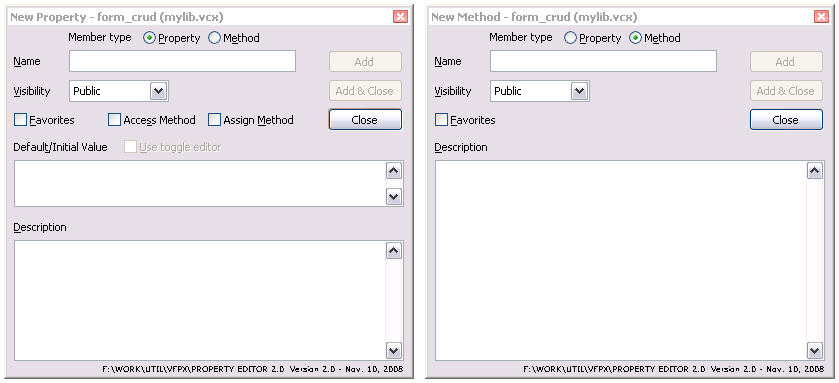 New Property - form_crud (mylib.vcx)
Member type Property Method
Name Add
Visibility Public Add & Close
Favorites Access Method Assign Method Close
Default/Initial Value Use toggle editor
Description
F:\WORK\UTIL\VFPX\PROPERTY EDITOR 2.0 Version 2.0 - Nov. 10, 2008
New Method - form_crud (mylib.vcx)
Member type Property Method
Name Add
Visibility Public Add & Close
Favorites Close
Description
F:\WORK\UTIL\VFPX\PROPERTY EDITOR 2.0 Version 2.0 - Nov. 10, 2008